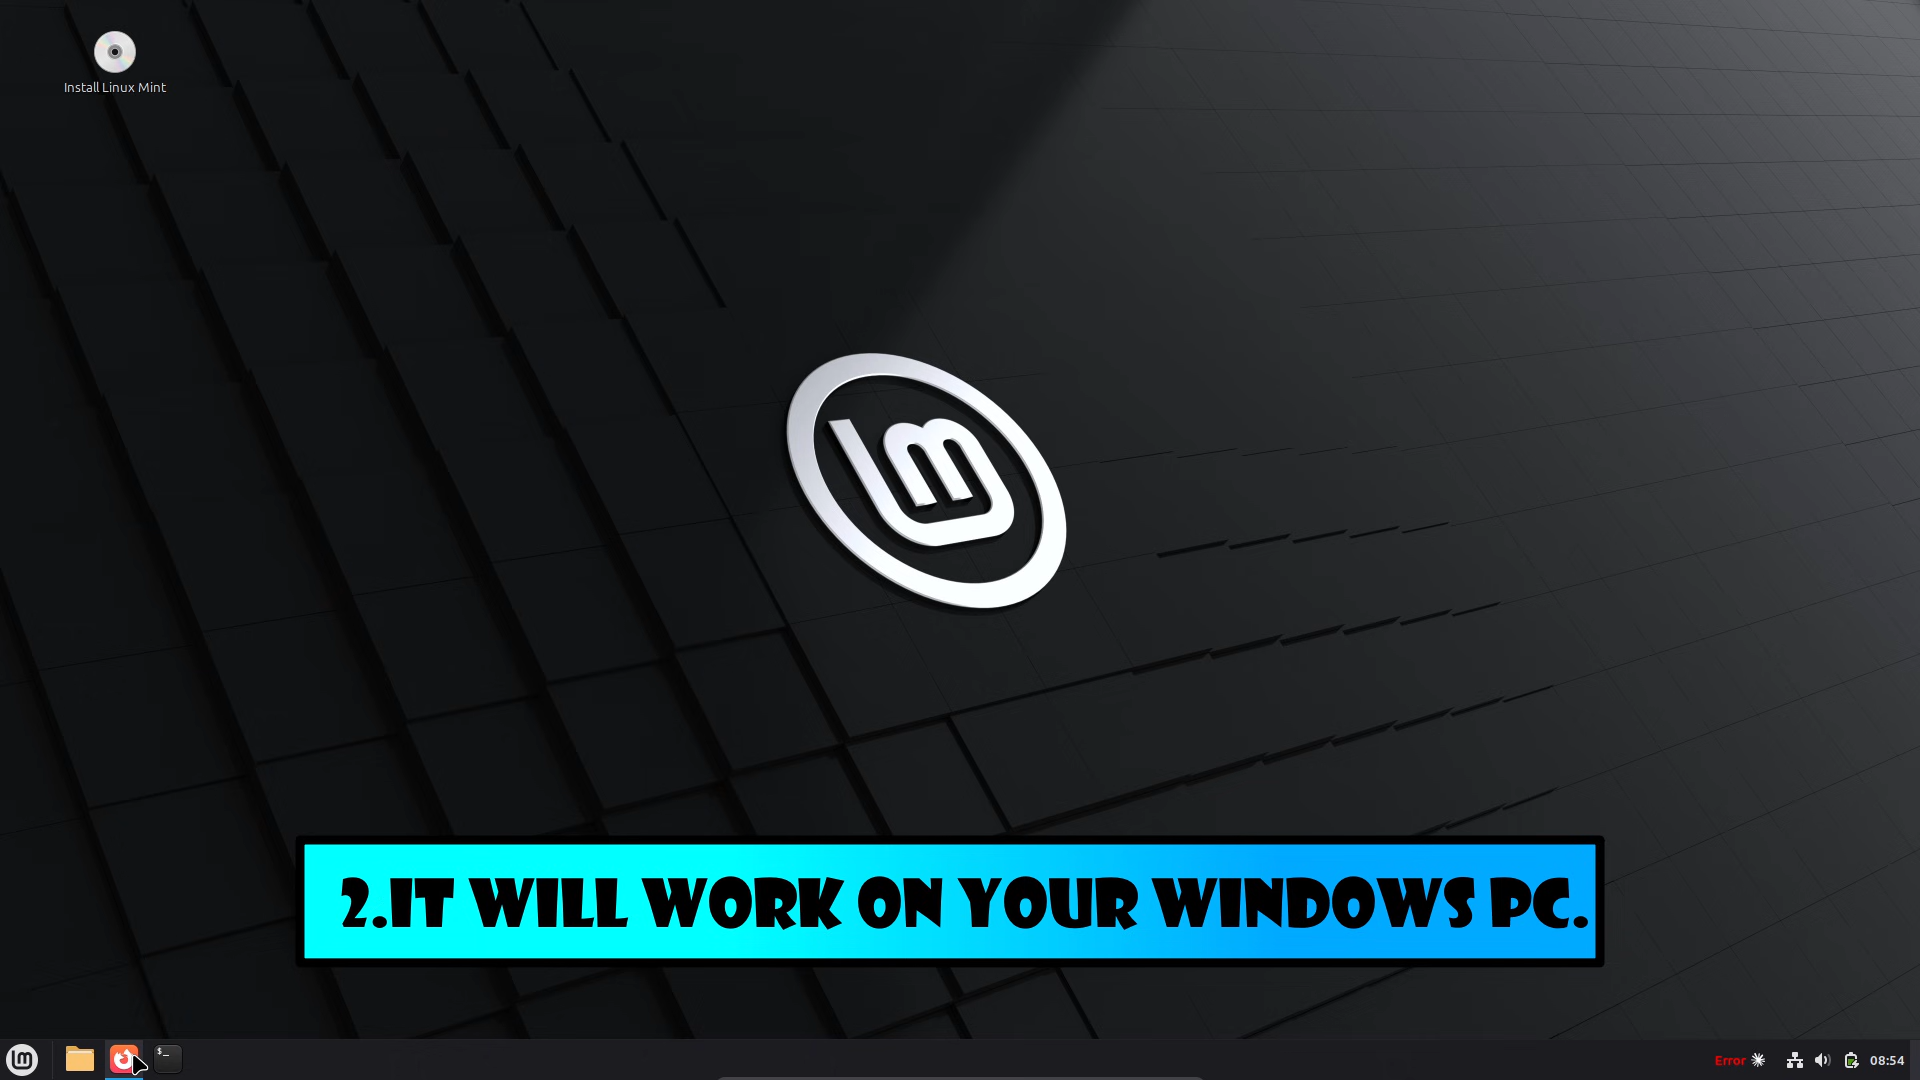 Install Linux Mint
2.IT WILL WORK ON YOUR WINDOWS PC.
$_
Error
08:54